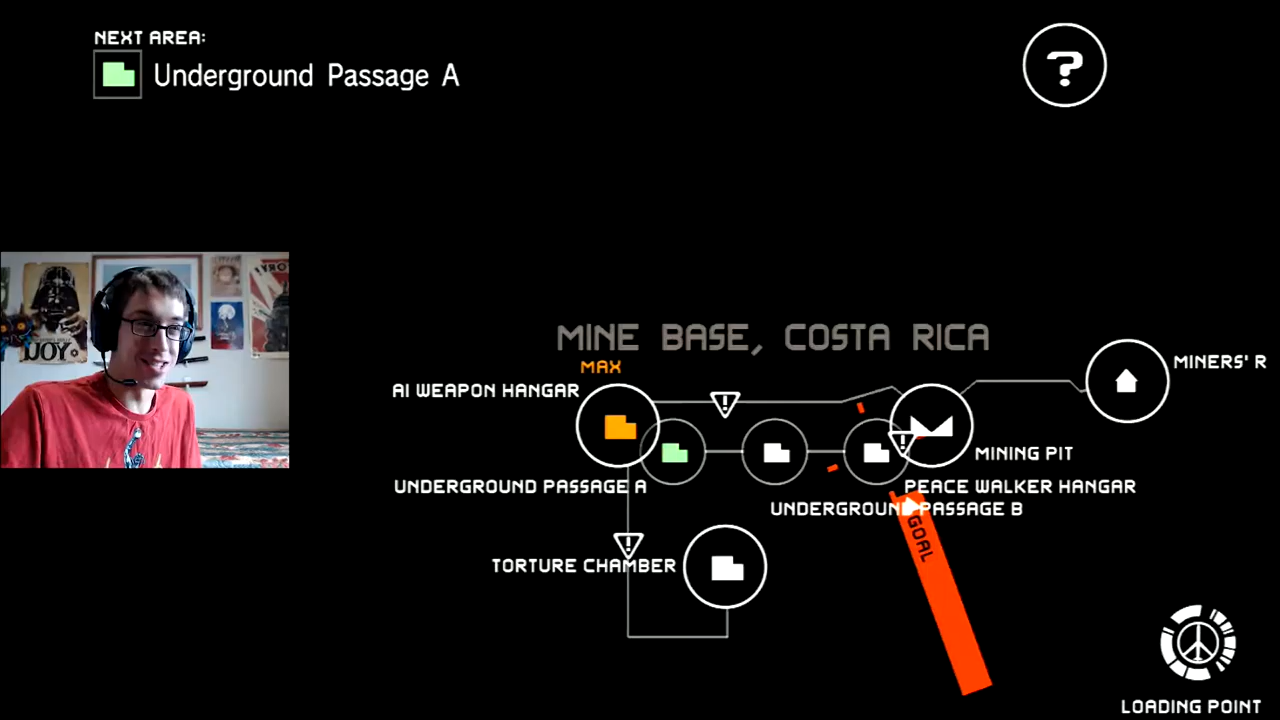 NEXT AREA:
Underground Passage A
?
MINE BASE, COSTA RICA
MAX
MINERS' R
AI WEAPON HANGAR
MINING PIT
UNDERGROUND PASSAGE A
PEACE WALKER HANGAR
UNDERGROUND PASSAGE B
GOAL
TORTURE CHAMBER
LOADING POINT
JOY